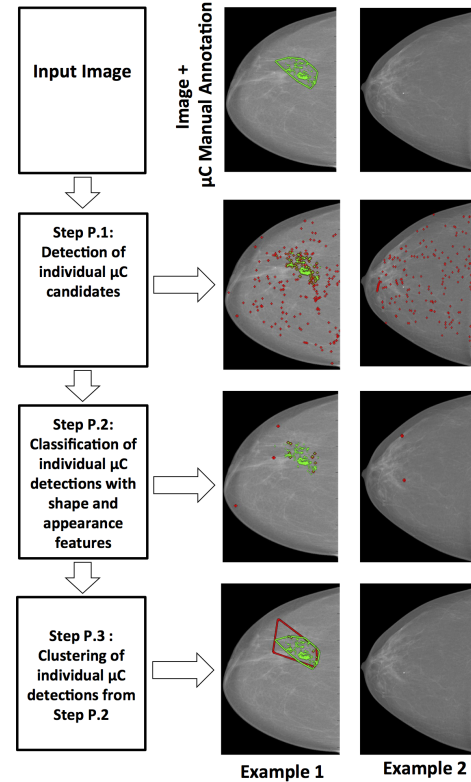 Input Image
Image +
µC Manual Annotation
Step P.1:
Detection of
individual µC
candidates
Step P.2:
Classification of
individual µC
detections with
shape and
appearance
features
Step P.3 :
Clustering of
individual µC
detections from
Step P.2
Example 1
Example 2